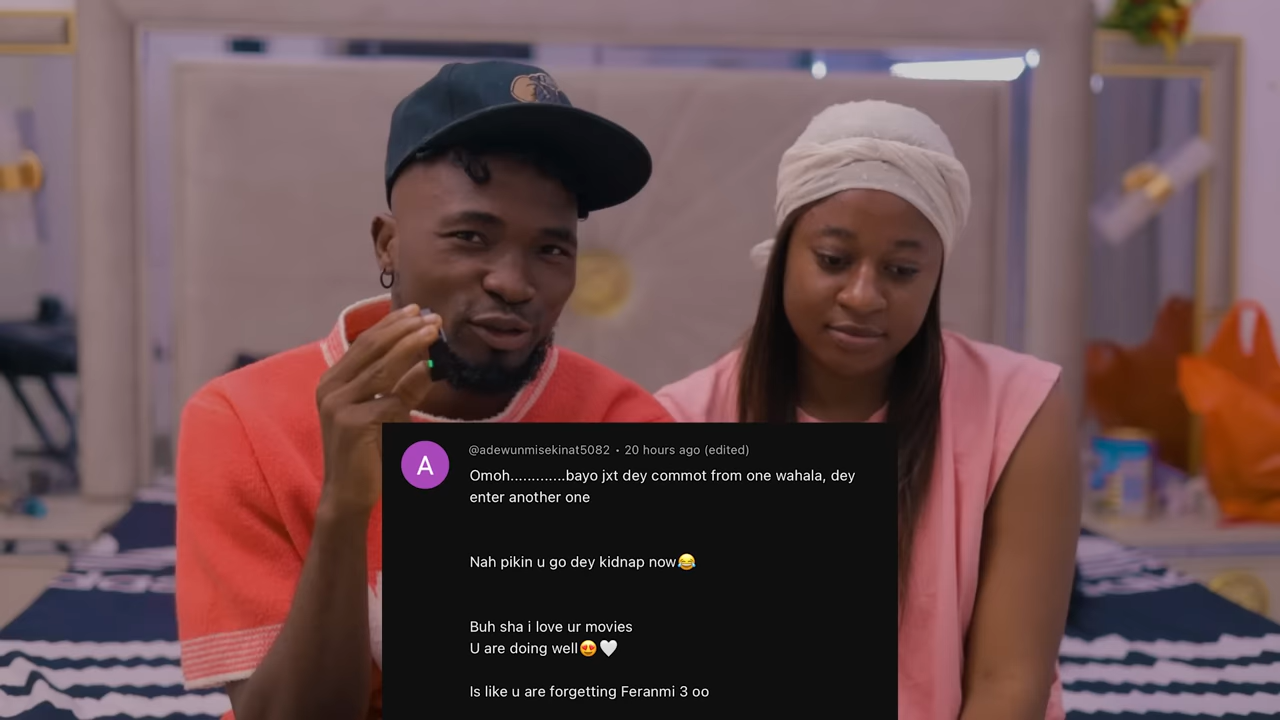 A
@adewunmisekinat5082 • 20 hours ago (edited)
Omoh.............bayo jxt dey commot from one wahala, dey
enter another one
Nah pikin u go dey kidnap now😂
Buh sha i love ur movies
U are doing well😍🤍
Is like u are forgetting Feranmi 3 oo